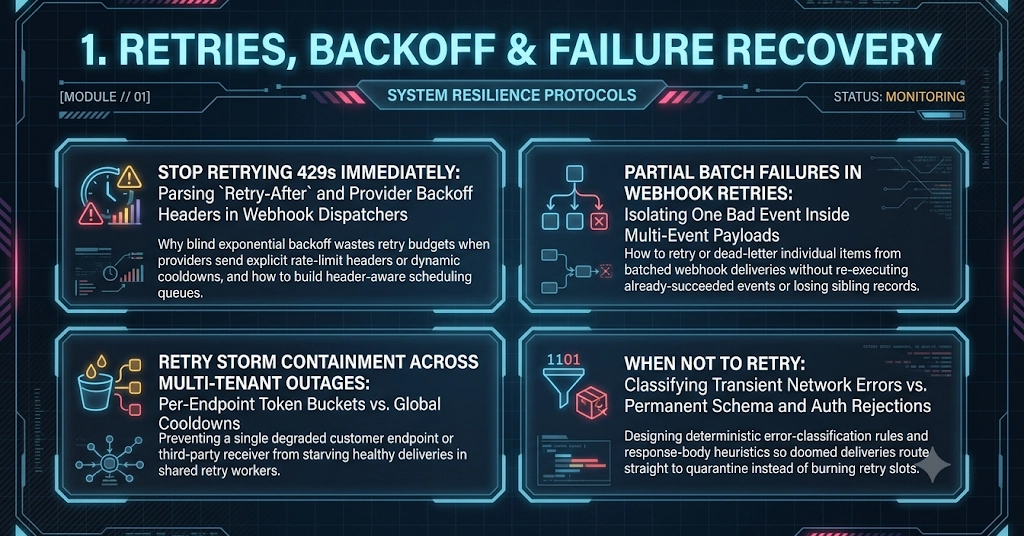 1. RETRIES, BACKOFF & FAILURE RECOVERY
[MODULE // 01]
SYSTEM RESILIENCE PROTOCOLS
STATUS: MONITORING
STOP RETRYING 429s IMMEDIATELY:
Parsing `Retry-After` and Provider Backoff
Headers in Webhook Dispatchers
Why blind exponential backoff wastes retry budgets when
providers send explicit rate-limit headers or dynamic
cooldowns, and how to build header-aware scheduling
queues.
PARTIAL BATCH FAILURES IN
WEBHOOK RETRIES:
Isolating One Bad Event Inside
Multi-Event Payloads
How to retry or dead-letter individual items from
batched webhook deliveries without re-executing
already-succeeded events or losing sibling records.
RETRY STORM CONTAINMENT ACROSS
MULTI-TENANT OUTAGES:
Per-Endpoint Token Buckets vs. Global
Cooldowns
Preventing a single degraded customer endpoint or
third-party receiver from starving healthy deliveries in
shared retry workers.
1101
WHEN NOT TO RETRY:
Classifying Transient Network Errors vs.
Permanent Schema and Auth Rejections
Designing deterministic error-classification rules and
response-body heuristics so doomed deliveries route
straight to quarantine instead of burning retry slots.